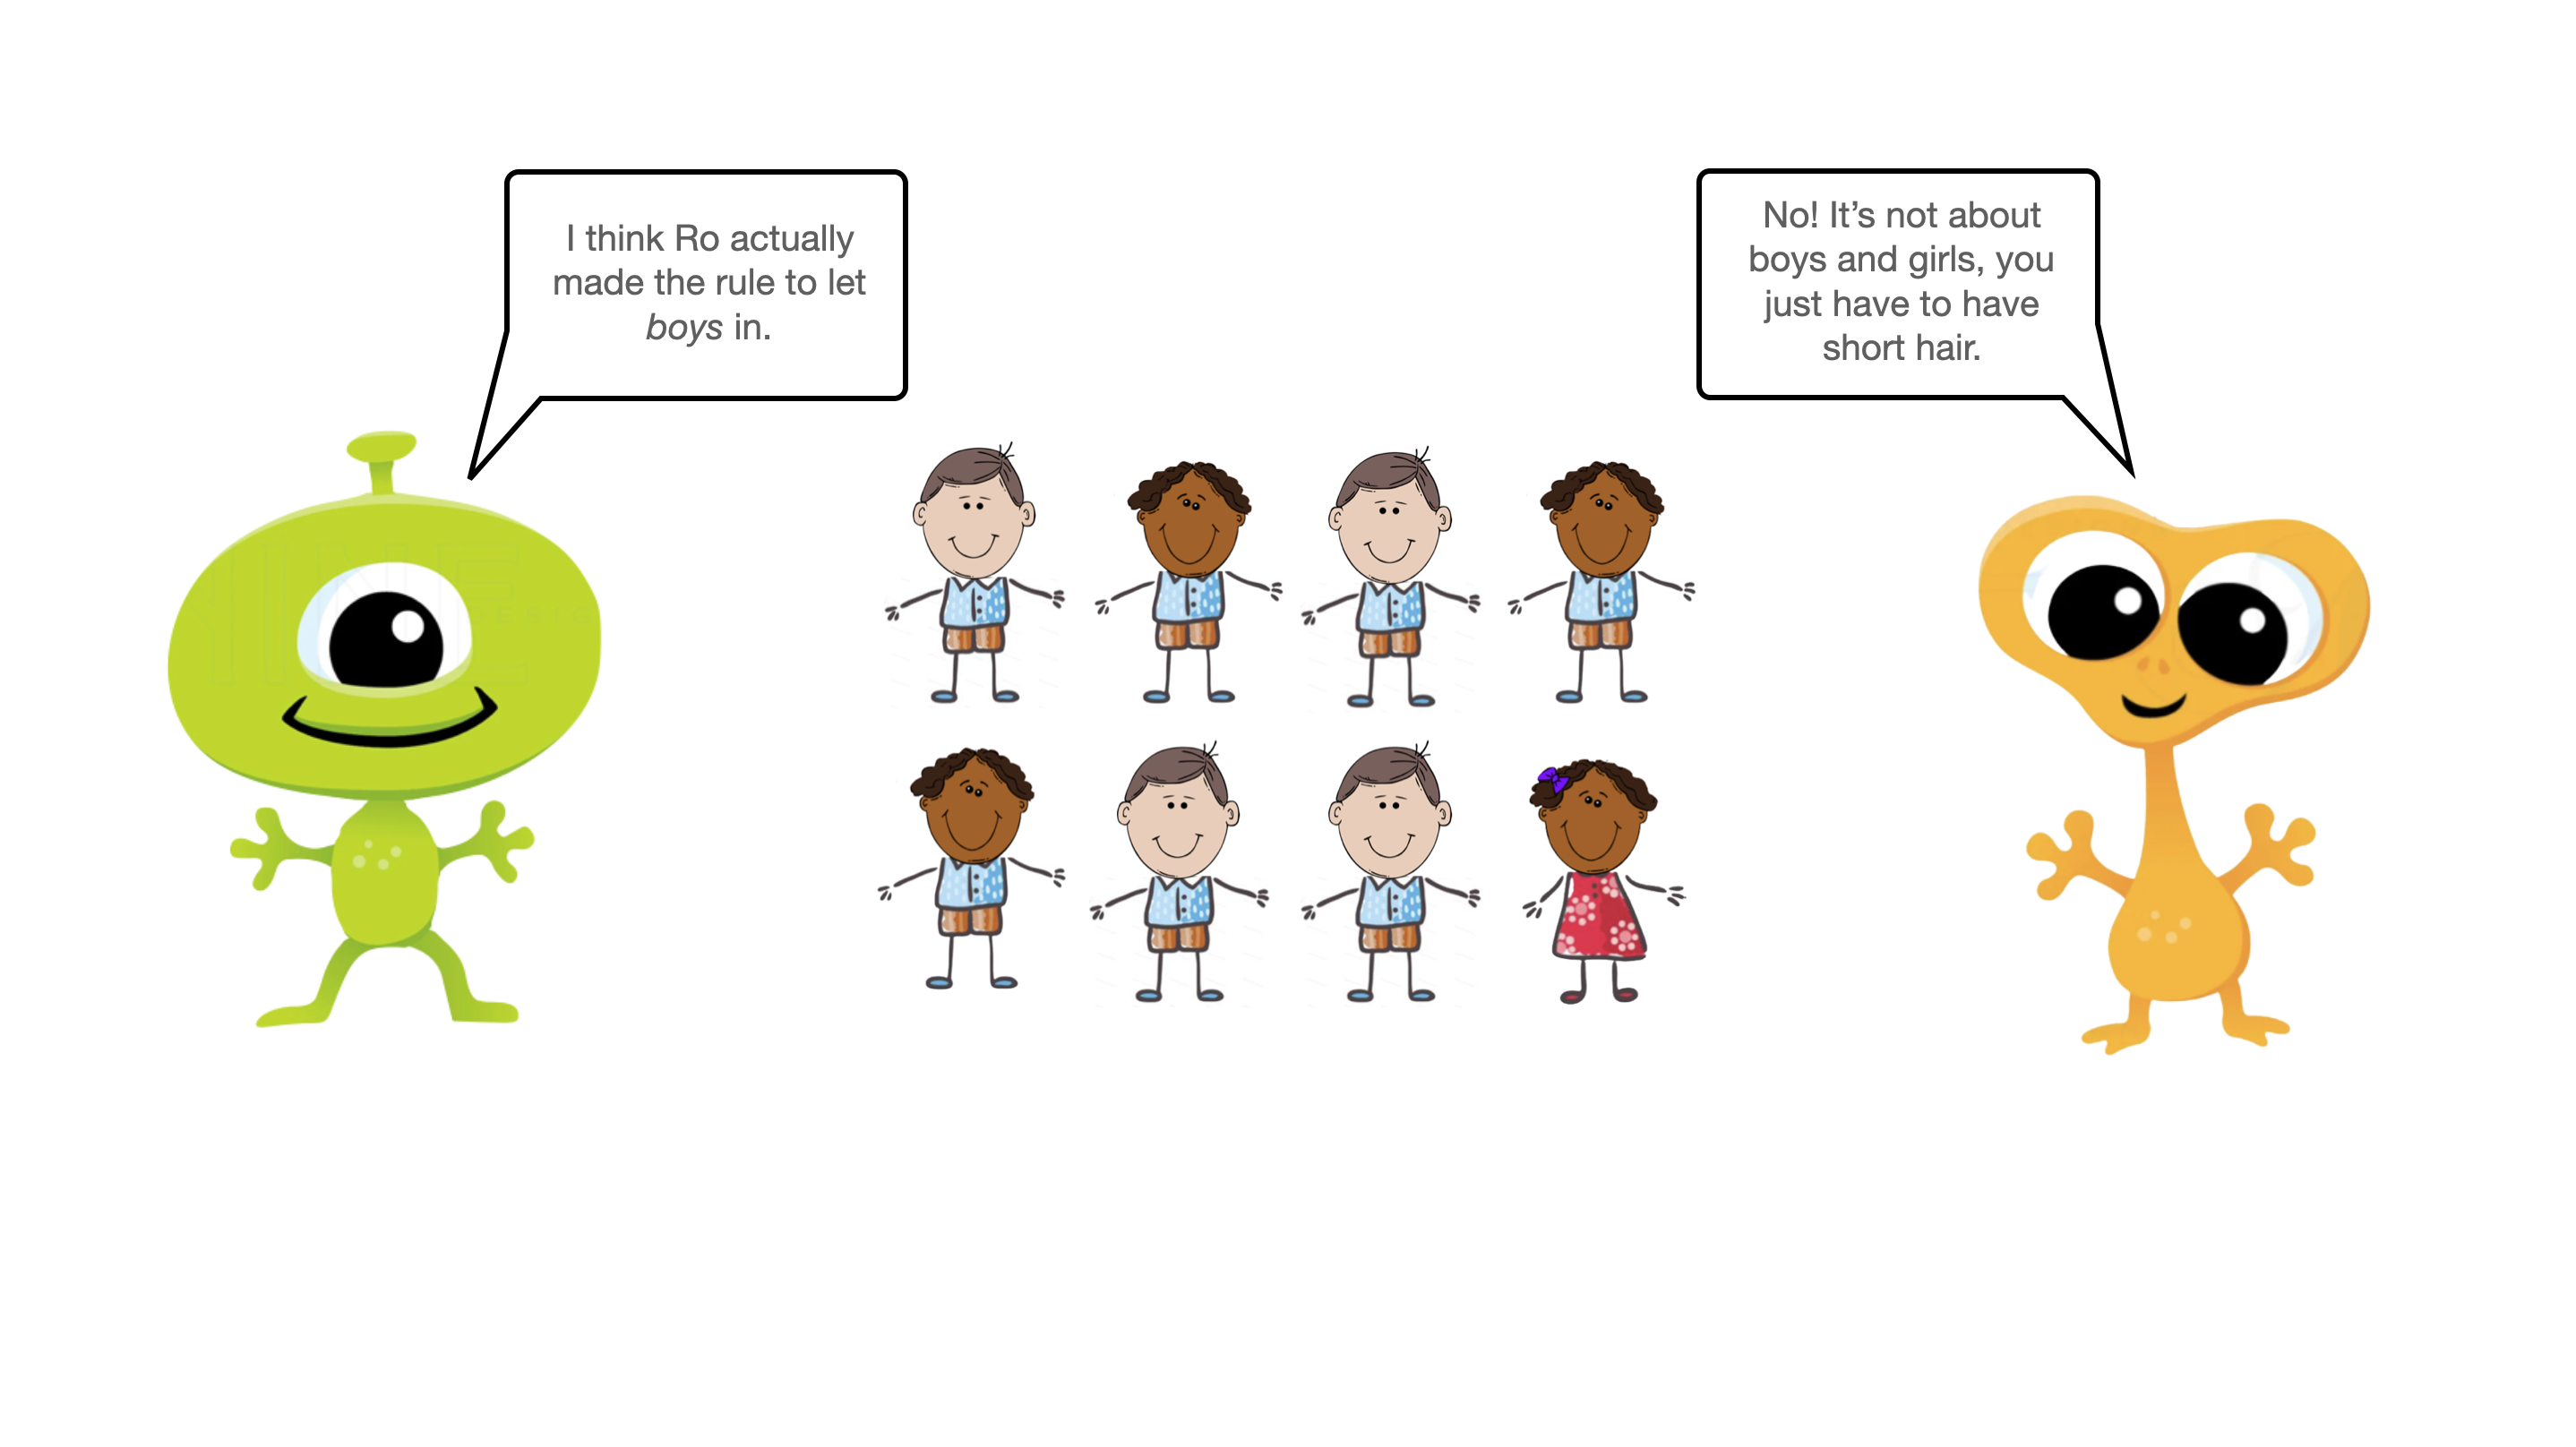 I think Ro actually
made the rule to let
boys in.
No! It’s not about
boys and girls, you
just have to have
short hair.